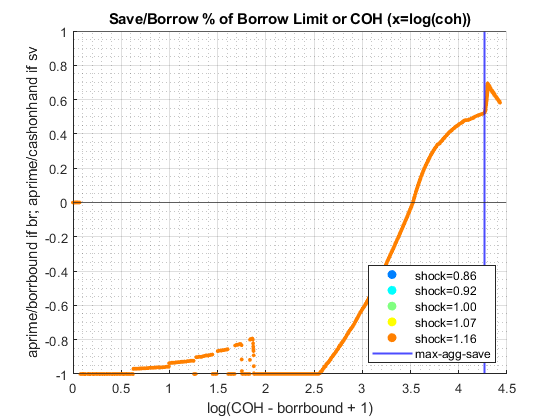 Save/Borrow % of Borrow Limit or COH (x=log(coh))
aprime/borrbound if br; aprime/cashonhand if sv
1
0.8
0.6
0.4
0.2
0
-0.2
-0.4
-0.6
-0.8
-1
shock=0.86
shock=0.92
shock=1.00
shock=1.07
shock=1.16
max-agg-save
0 0.5 1 1.5 2 2.5 3 3.5 4 4.5
log(COH - borrbound + 1)